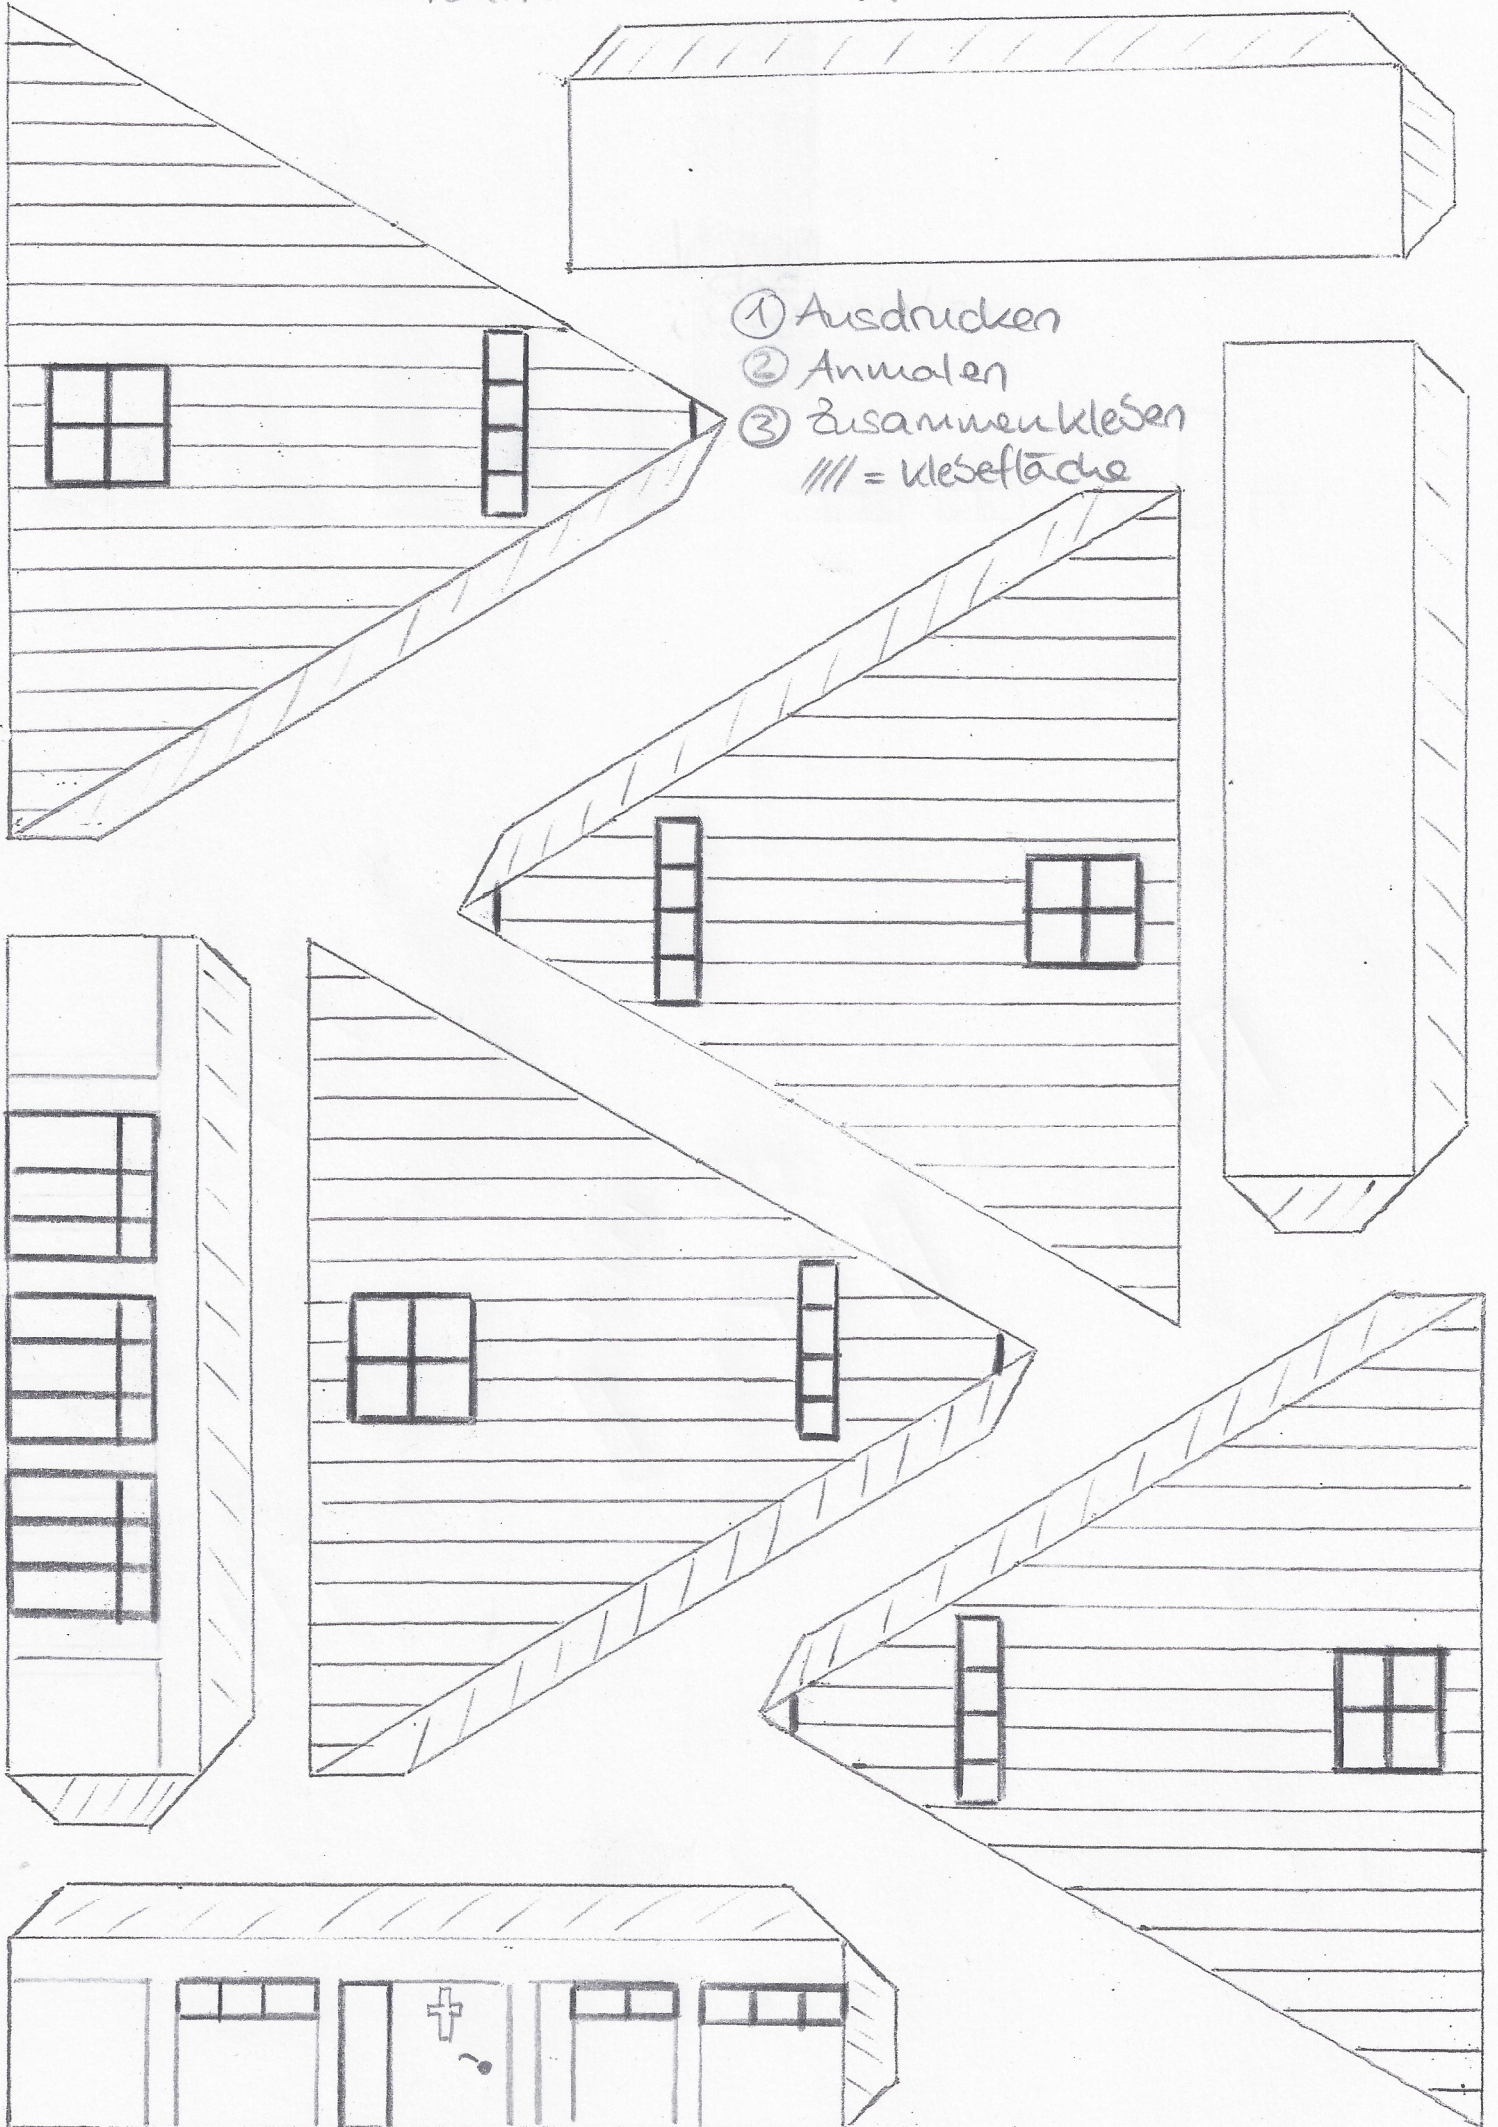 ① Ausdrucken
② Anmalen
③ Zusammenkleben
//// = Klebefläche